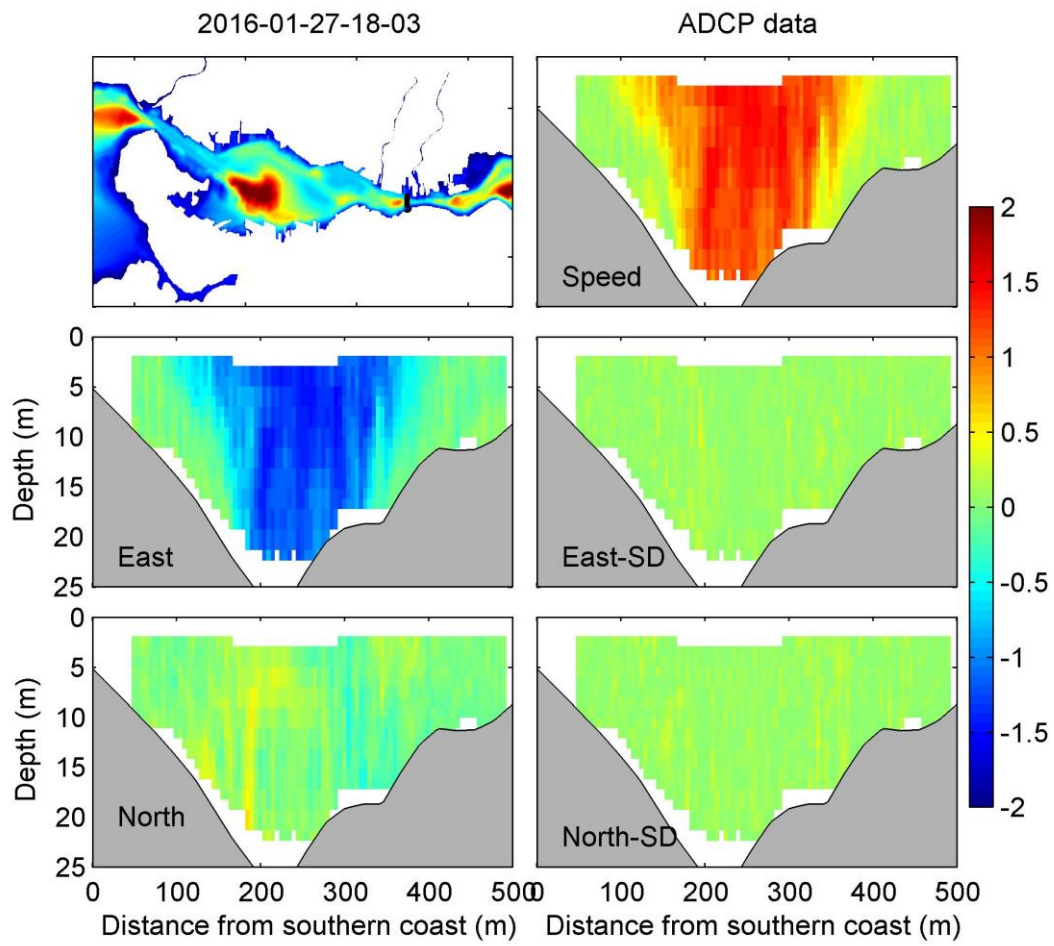 2016-01-27-18-03
ADCP data
Speed
2
1.5
1
0.5
0
-0.5
-1
-1.5
-2
0
5
10
15
20
25
Depth (m)
East
East-SD
0
5
10
15
20
25
Depth (m)
North
North-SD
0 100 200 300 400 500
0 100 200 300 400 500
Distance from southern coast (m)
Distance from southern coast (m)